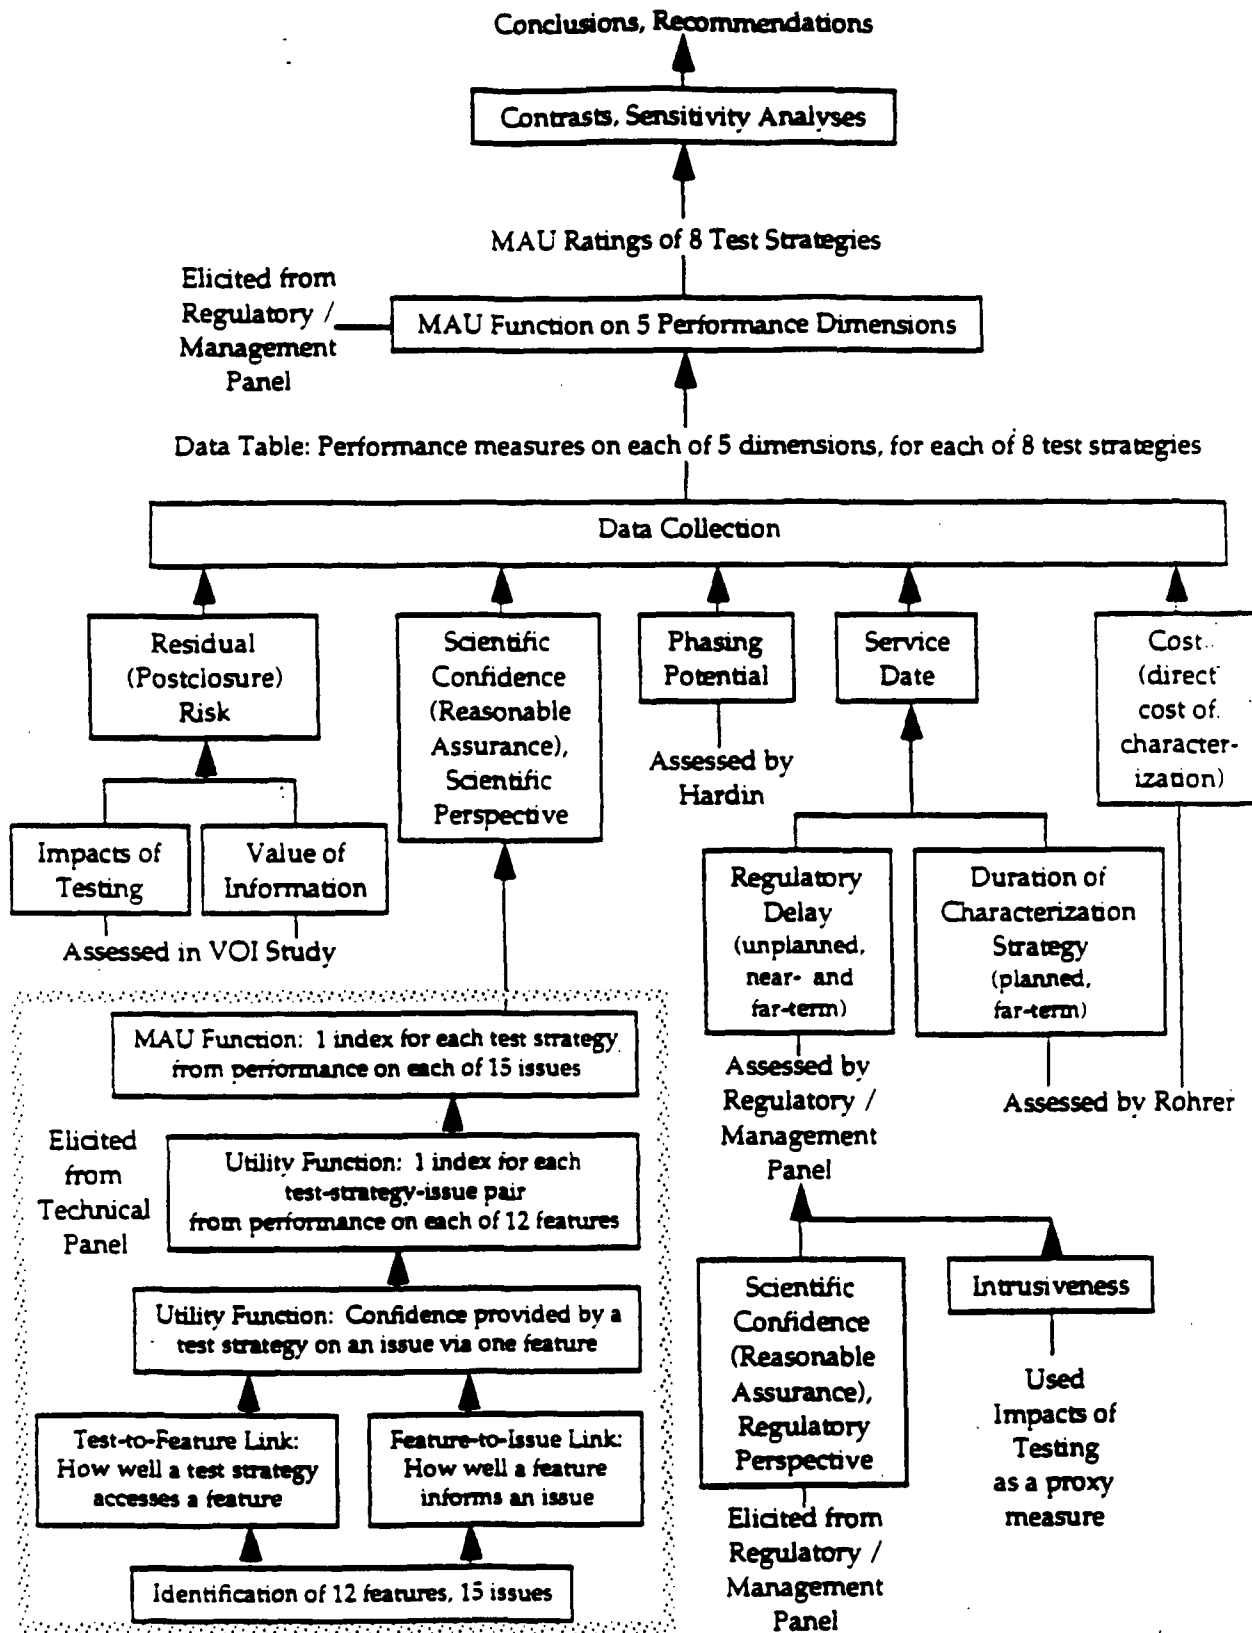 Conclusions, Recommendations
Contrasts, Sensitivity Analyses
MAU Ratings of 8 Test Strategies
Elicited from
Regulatory /
Management
Panel
MAU Function on 5 Performance Dimensions
Data Table: Performance measures on each of 5 dimensions, for each of 8 test strategies
Data Collection
Residual
(Postclosure)
Risk
Scientific
Confidence
(Reasonable
Assurance),
Scientific
Perspective
Phasing
Potential
Service
Date
Cost
(direct
cost of
character-
ization)
Assessed by
Hardin
Impacts of
Testing
Value of
Information
Assessed in VOI Study
Regulatory
Delay
(unplanned,
near- and
far-term)
Duration of
Characterization
Strategy
(planned,
far-term)
Assessed by
Regulatory /
Management
Panel
Assessed by Rohrer
MAU Function: 1 index for each test strategy
from performance on each of 15 issues
Elicited
from
Technical
Panel
Utility Function: 1 index for each
test-strategy-issue pair
from performance on each of 12 features
Utility Function: Confidence provided by a
test strategy on an issue via one feature
Test-to-Feature Link:
How well a test strategy
accesses a feature
Feature-to-Issue Link:
How well a feature
informs an issue
Identification of 12 features, 15 issues
Scientific
Confidence
(Reasonable
Assurance),
Regulatory
Perspective
Elicited from
Regulatory /
Management
Panel
Intrusiveness
Used
Impacts of
Testing
as a proxy
measure